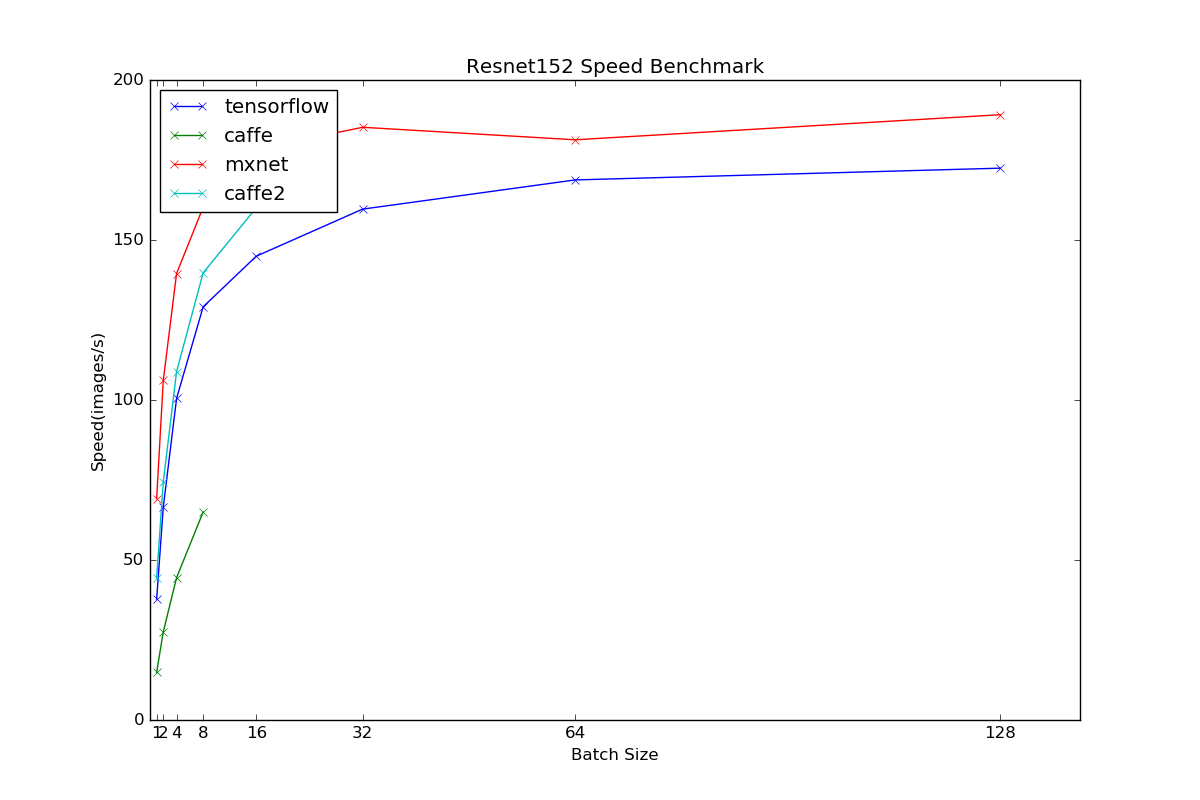 Resnet152 Speed Benchmark
200
tensorflow
caffe
mxnet
caffe2
150
100
50
0
Speed(images/s)
1 2 4 8 16 32 64 128
Batch Size